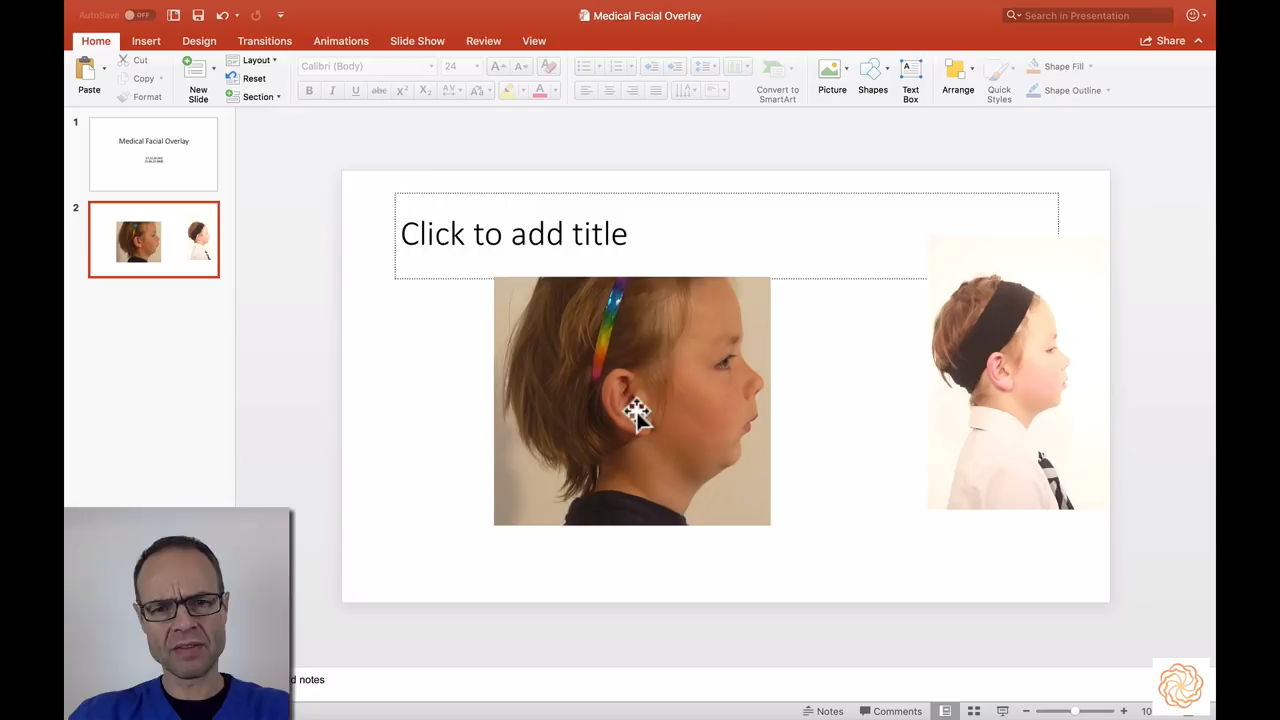 AutoSave OFF
Medical Facial Overlay
Search in Presentation
Home Insert Design Transitions Animations Slide Show Review View
Share
Paste
Cut
Copy
Format
New Slide
Layout
Reset
Section
Calibri (Body) 24
Convert to SmartArt
Picture
Shapes
Text Box
Arrange
Quick Styles
Shape Fill
Shape Outline
1
Medical Facial Overlay
2
Click to add title
d notes
Notes
Comments
10